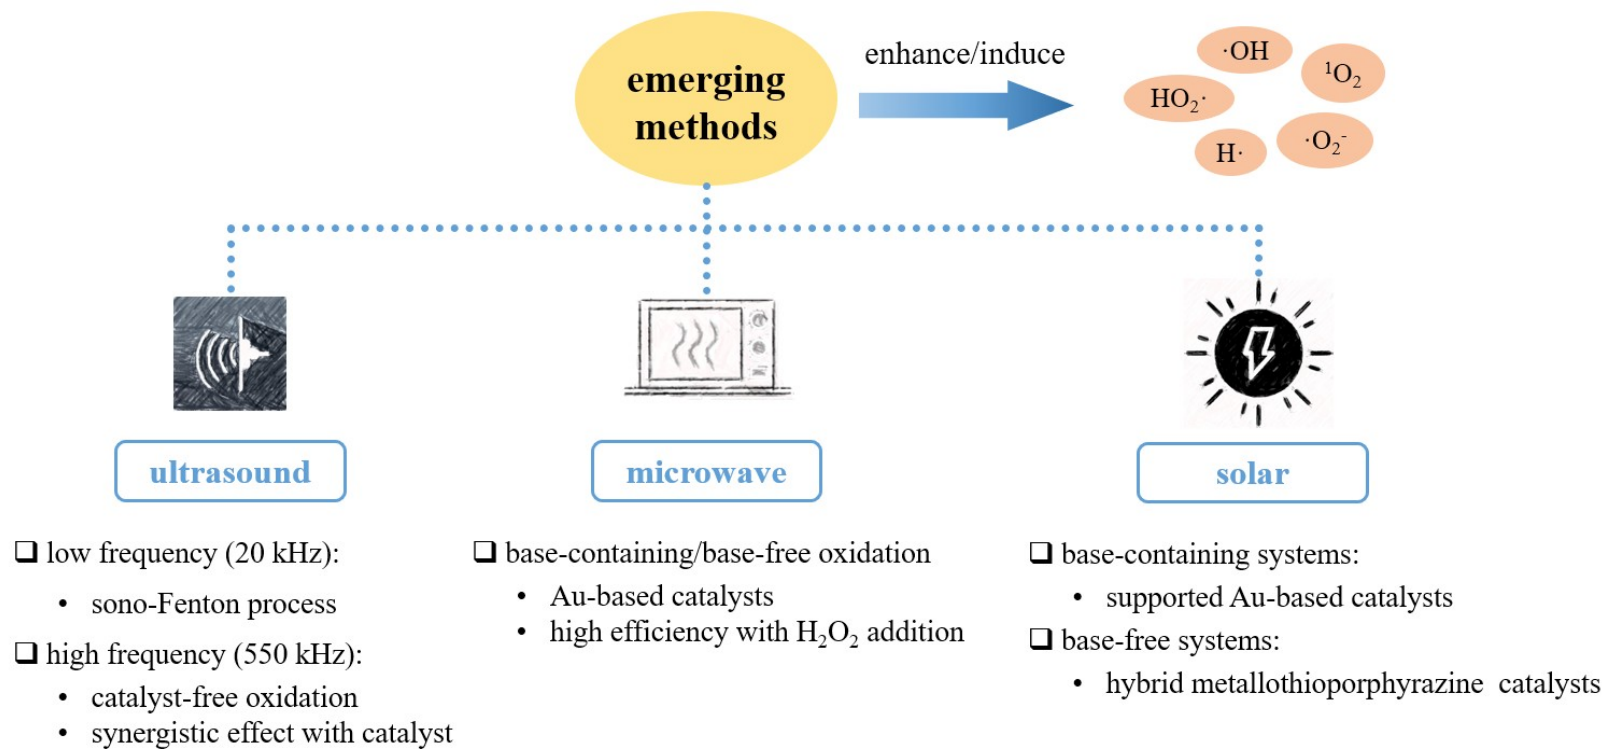 emerging
methods
enhance/induce
·OH
¹O₂
HO₂·
H·
·O₂⁻
ultrasound
microwave
solar
❑ low frequency (20 kHz):
• sono-Fenton process
❑ high frequency (550 kHz):
• catalyst-free oxidation
• synergistic effect with catalyst
❑ base-containing/base-free oxidation
• Au-based catalysts
• high efficiency with H₂O₂ addition
❑ base-containing systems:
• supported Au-based catalysts
❑ base-free systems:
• hybrid metallothioporphyrazine catalysts